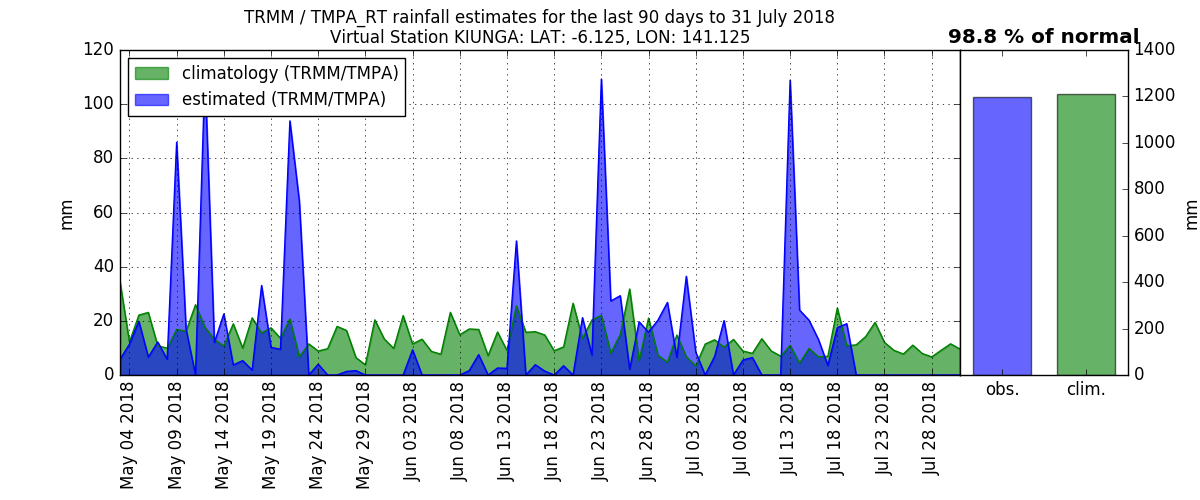 TRMM / TMPA_RT rainfall estimates for the last 90 days to 31 July 2018
Virtual Station KIUNGA: LAT: -6.125, LON: 141.125
98.8 % of normal
climatology (TRMM/TMPA)
estimated (TRMM/TMPA)
mm
120
100
80
60
40
20
0
May 04 2018
May 09 2018
May 14 2018
May 19 2018
May 24 2018
May 29 2018
Jun 03 2018
Jun 08 2018
Jun 13 2018
Jun 18 2018
Jun 23 2018
Jun 28 2018
Jul 03 2018
Jul 08 2018
Jul 13 2018
Jul 18 2018
Jul 23 2018
Jul 28 2018
obs.
clim.
1400
1200
1000
800
600
400
200
0
mm